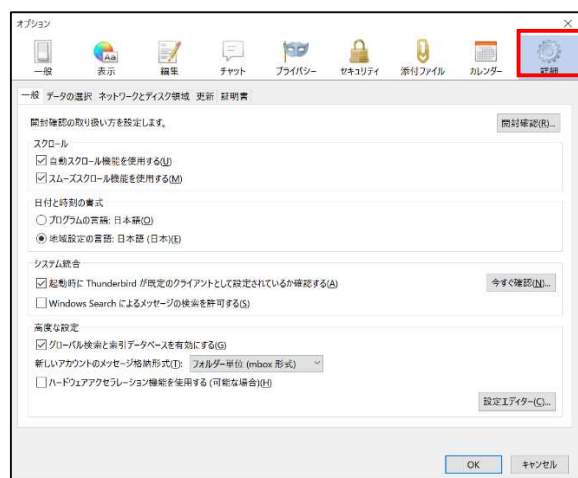 オプション
一般 表示 編集 チャット プライバシー セキュリティ 添付ファイル カレンダー 詳細
一般 データの選択 ネットワークとディスク領域 更新 証明書
開封確認の取り扱い方を設定します。 開封確認(R)...
スクロール
自動スクロール機能を使用する(U)
スムーズスクロール機能を使用する(M)
日付と時刻の書式
プログラムの言語: 日本語(O)
地域設定の言語: 日本語 (日本)(E)
システム統合
起動時に Thunderbird が既定のクライアントとして設定されているか確認する(A) 今すぐ確認(N)...
Windows Search によるメッセージの検索を許可する(S)
高度な設定
グローバル検索と索引データベースを有効にする(G)
新しいアカウントのメッセージ格納形式(T): フォルダー単位 (mbox 形式)
ハードウェアアクセラレーション機能を使用する (可能な場合)(H)
設定エディター(C)...
OK キャンセル